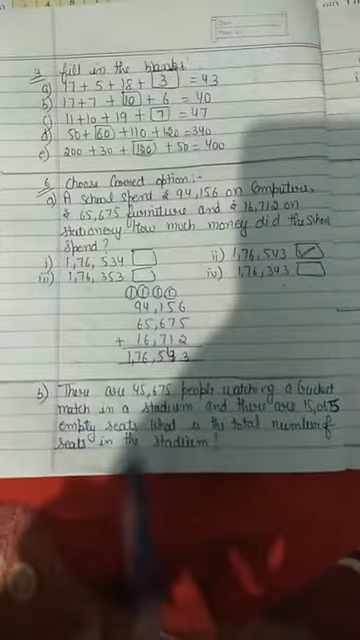 4 fill in the blanks
a) 17 + 5 + 18 + 3 = 43
b) 17 + 7 + 10 + 6 = 40
c) 11 + 10 + 19 + 7 = 47
d) 50 + 60 + 110 + 120 = 340
e) 200 + 30 + 120 + 50 = 400
6 Choose Correct option:-
a) A school spent ₹ 94,156 on Computers,
₹ 65,675 furniture and ₹ 16,712 on
stationery How much money did the School
spend?
i) 1,76,534 ii) 1,76,543 ✓
iii) 1,76,353 iv) 1,76,343
1 1 1
94,156
65,675
+ 16,712
1,76,543
b) There are 45,675 people watching a
match in a stadium and there are 15,065
empty seats What is the total number of
seats in the stadium?